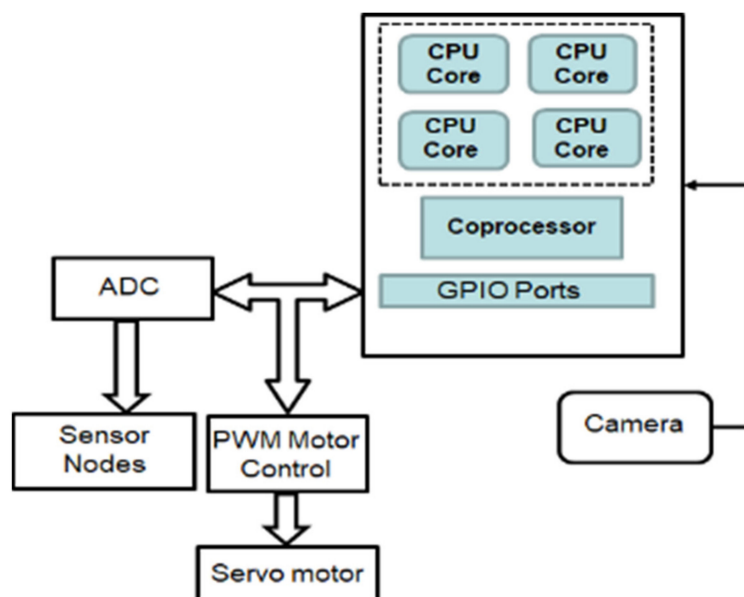 CPU
Core
CPU
Core
CPU
Core
CPU
Core
Coprocessor
GPIO Ports
ADC
Sensor
Nodes
PWM Motor
Control
Camera
Servo motor